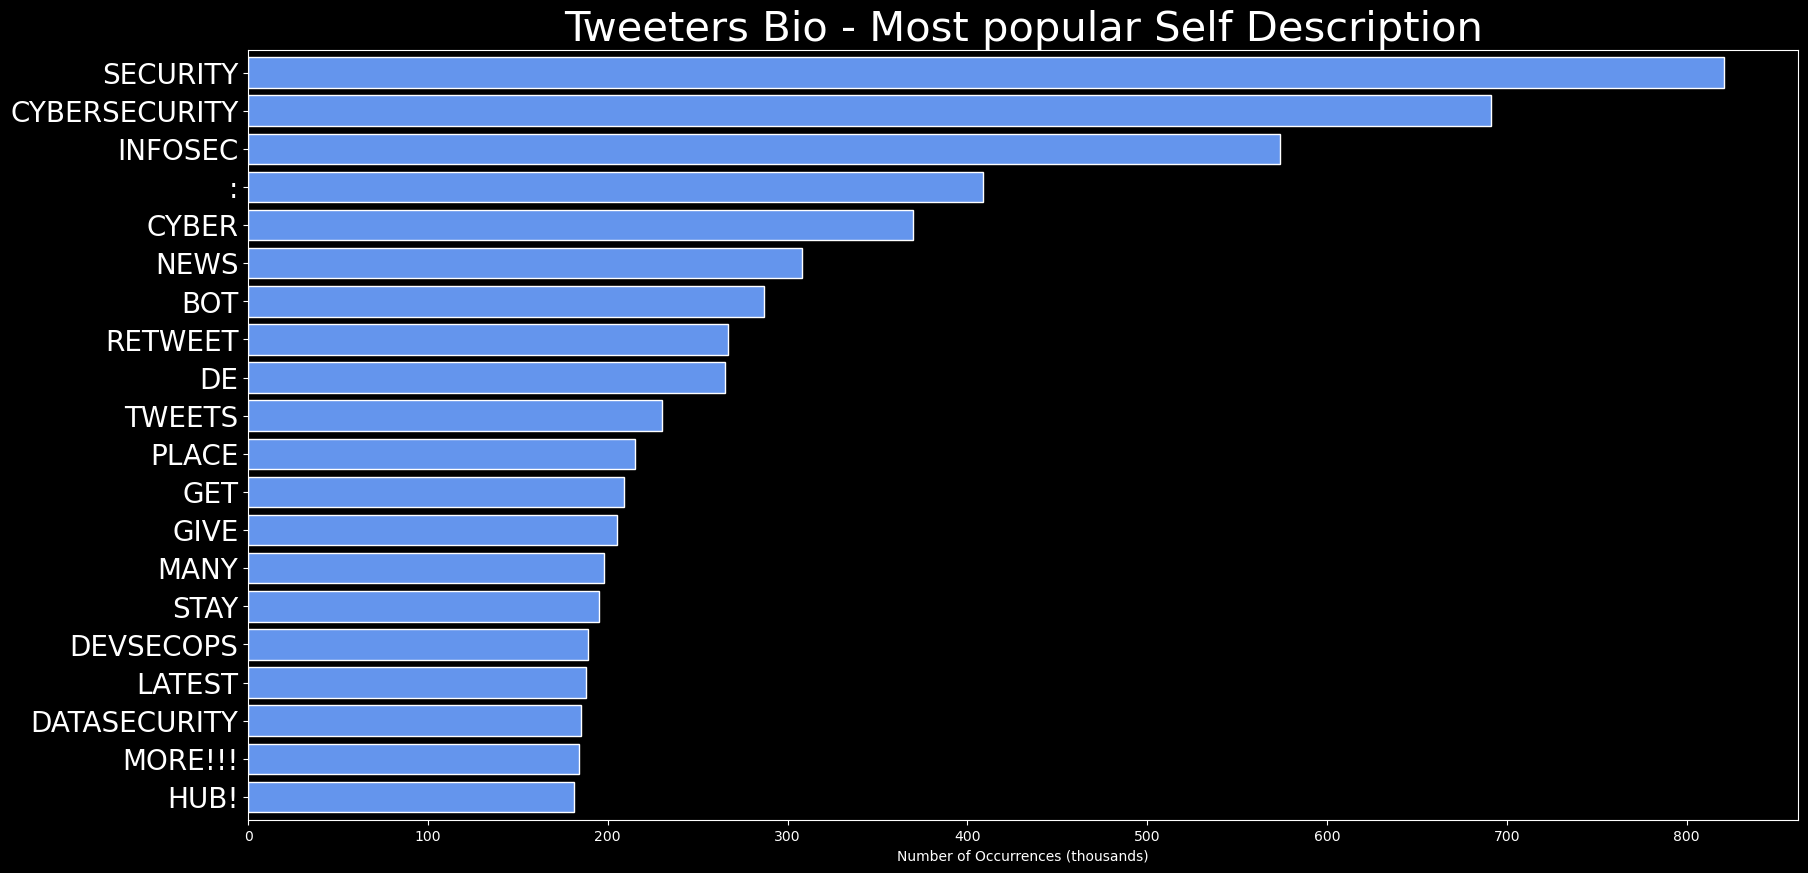 Tweeters Bio - Most popular Self Description
SECURITY
CYBERSECURITY
INFOSEC
:
CYBER
NEWS
BOT
RETWEET
DE
TWEETS
PLACE
GET
GIVE
MANY
STAY
DEVSECOPS
LATEST
DATASECURITY
MORE!!!
HUB!
0 100 200 300 400 500 600 700 800
Number of Occurrences (thousands)